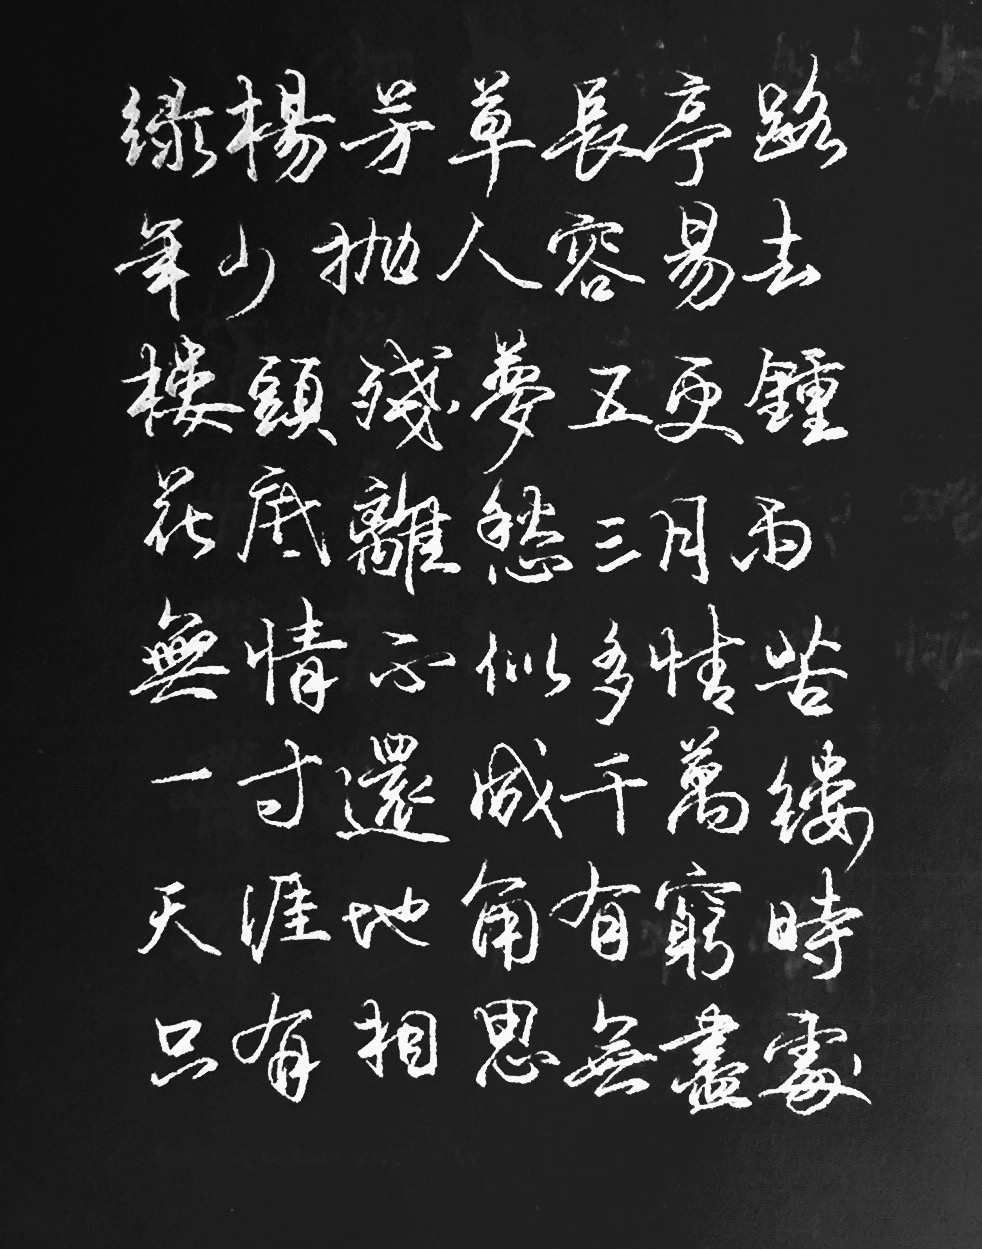 绿楊芳草長亭路
年少抛人容易去
樓頭殘夢五更鍾
花底離愁三月雨
無情不似多情苦
一寸還成千萬縷
天涯地角有窮時
只有相思無盡處